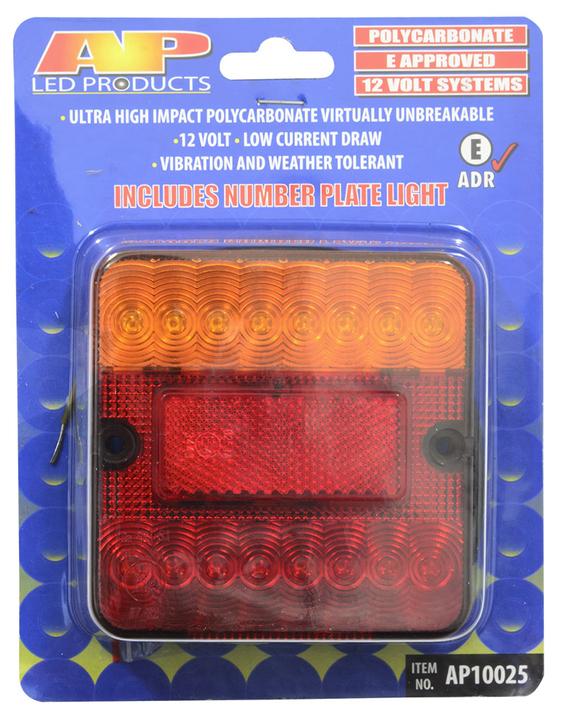 AP
LED PRODUCTS
POLYCARBONATE
E APPROVED
12 VOLT SYSTEMS
• ULTRA HIGH IMPACT POLYCARBONATE VIRTUALLY UNBREAKABLE
• 12 VOLT • LOW CURRENT DRAW
• VIBRATION AND WEATHER TOLERANT
E
ADR
INCLUDES NUMBER PLATE LIGHT
ITEM
NO. AP10025